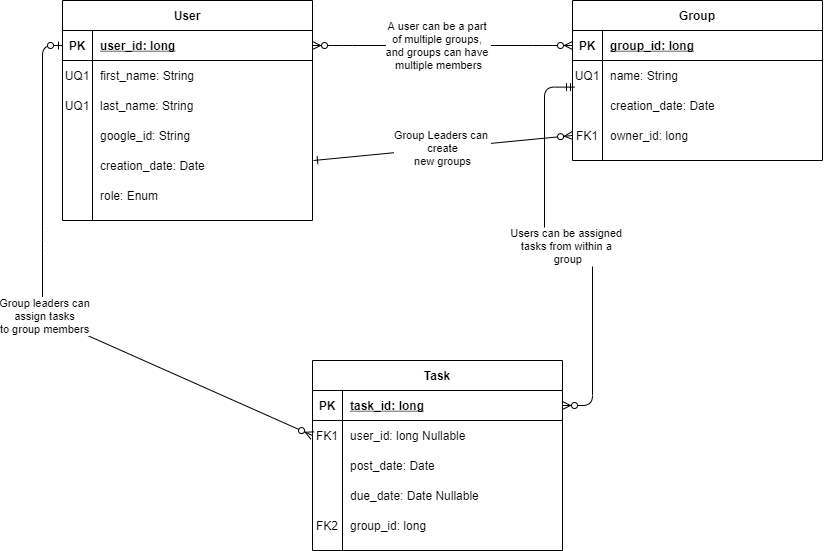 User
PK user_id: long
UQ1 first_name: String
UQ1 last_name: String
google_id: String
creation_date: Date
role: Enum
A user can be a part
of multiple groups,
and groups can have
multiple members
Group
PK group_id: long
UQ1 name: String
creation_date: Date
FK1 owner_id: long
Group Leaders can
create
new groups
Users can be assigned
tasks from within a
group
Group leaders can
assign tasks
to group members
Task
PK task_id: long
FK1 user_id: long Nullable
post_date: Date
due_date: Date Nullable
FK2 group_id: long